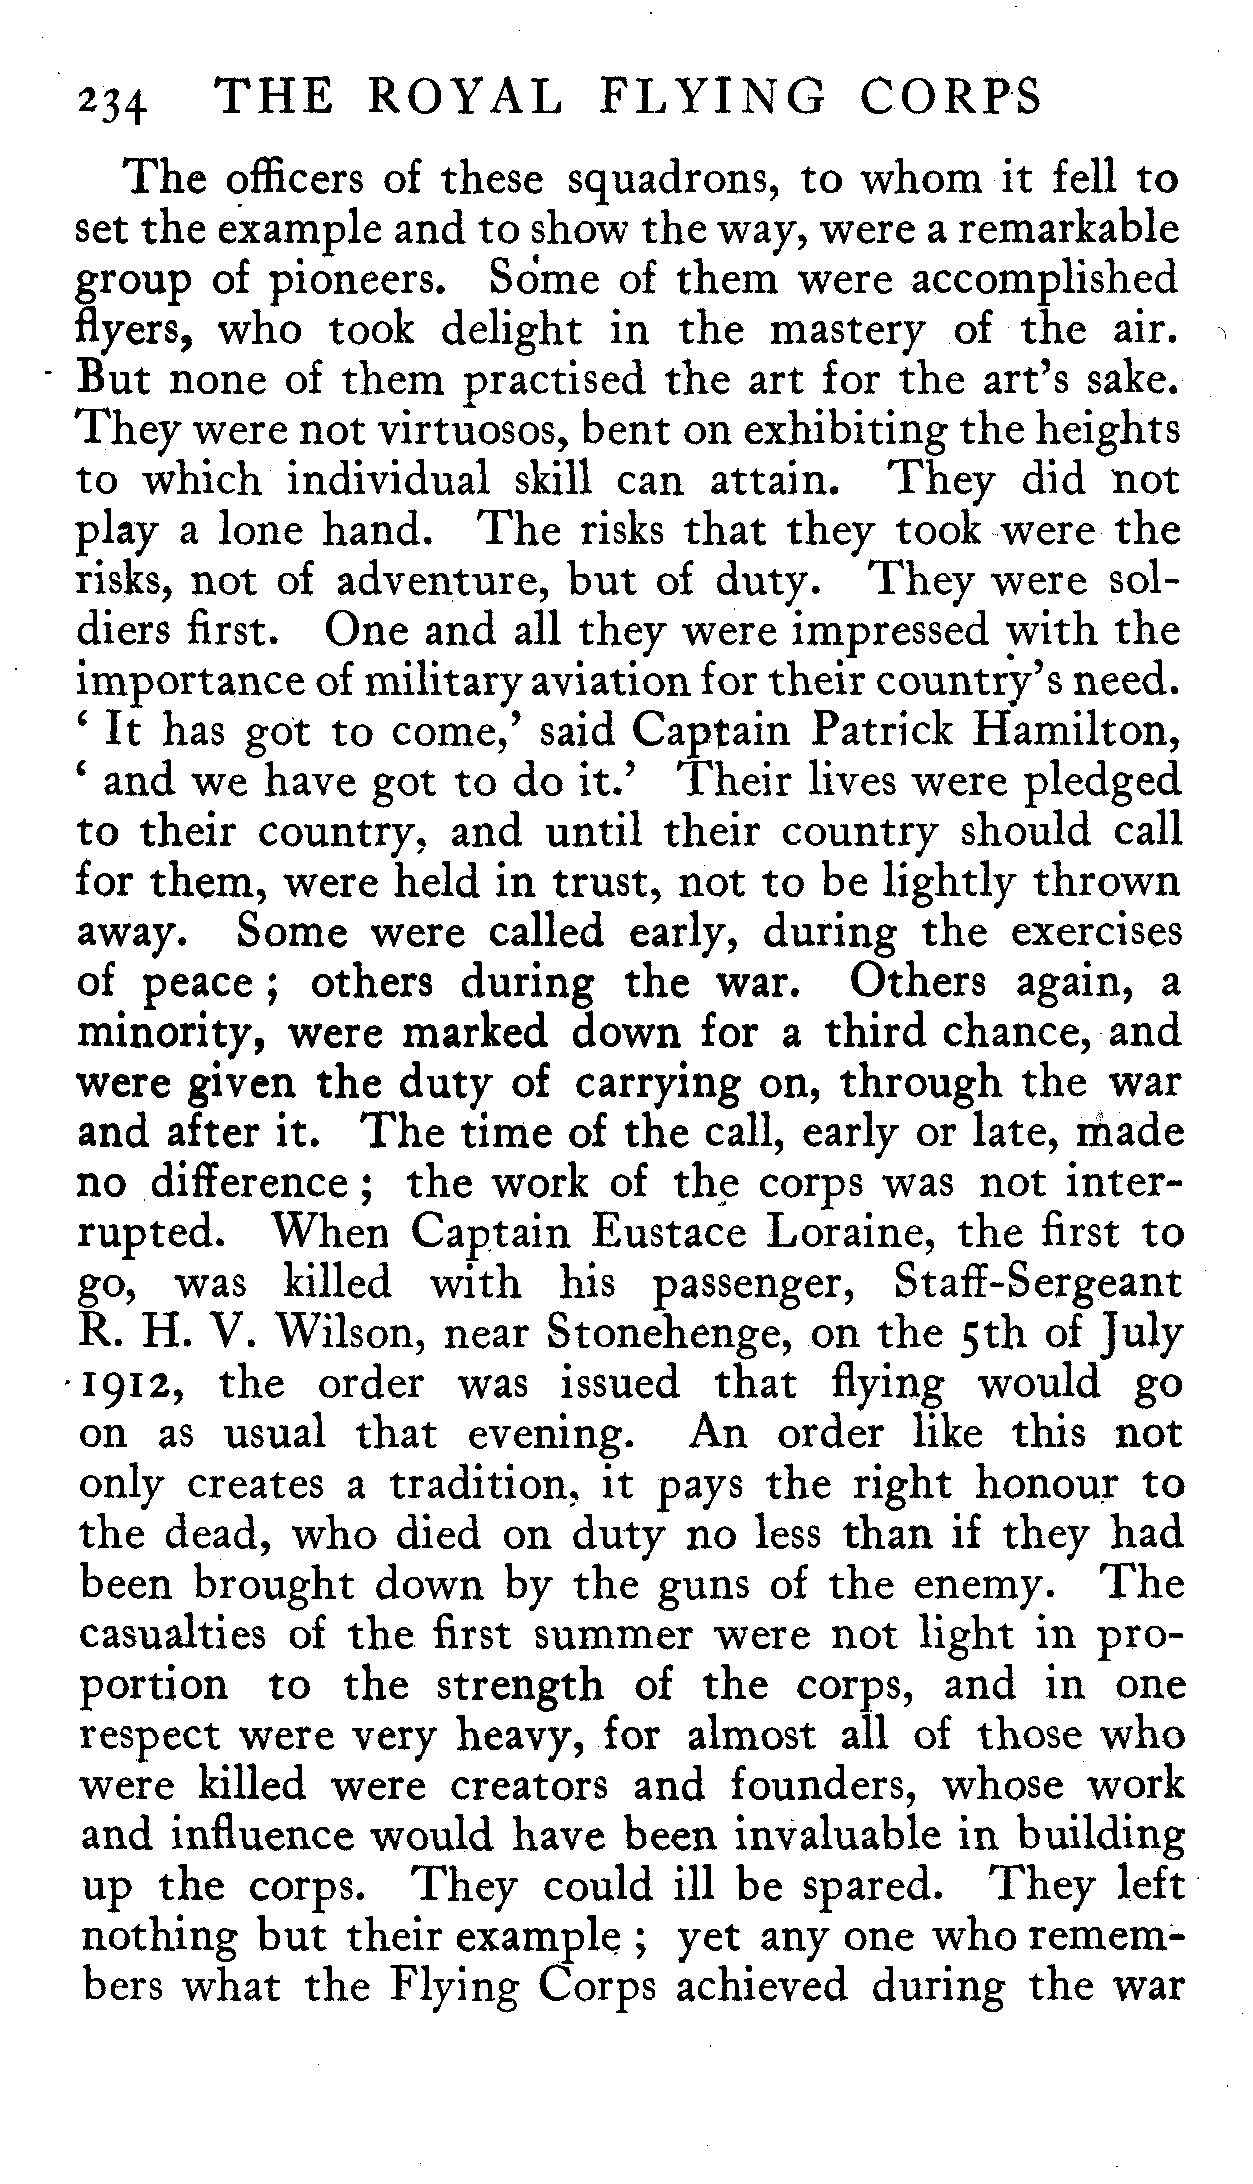 234 THE ROYAL FLYING CORPS
The officers of these squadrons, to whom it fell to
set the example and to show the way, were a remarkable
group of pioneers. Some of them were accomplished
flyers, who took delight in the mastery of the air.
But none of them practised the art for the art's sake.
They were not virtuosos, bent on exhibiting the heights
to which individual skill can attain. They did not
play a lone hand. The risks that they took were the
risks, not of adventure, but of duty. They were sol-
diers first. One and all they were impressed with the
importance of military aviation for their country's need.
‘ It has got to come,’ said Captain Patrick Hamilton,
‘ and we have got to do it.’ Their lives were pledged
to their country, and until their country should call
for them, were held in trust, not to be lightly thrown
away. Some were called early, during the exercises
of peace ; others during the war. Others again, a
minority, were marked down for a third chance, and
were given the duty of carrying on, through the war
and after it. The time of the call, early or late, made
no difference ; the work of the corps was not inter-
rupted. When Captain Eustace Loraine, the first to
go, was killed with his passenger, Staff-Sergeant
R. H. V. Wilson, near Stonehenge, on the 5th of July
1912, the order was issued that flying would go
on as usual that evening. An order like this not
only creates a tradition, it pays the right honour to
the dead, who died on duty no less than if they had
been brought down by the guns of the enemy. The
casualties of the first summer were not light in pro-
portion to the strength of the corps, and in one
respect were very heavy, for almost all of those who
were killed were creators and founders, whose work
and influence would have been invaluable in building
up the corps. They could ill be spared. They left
nothing but their example ; yet any one who remem-
bers what the Flying Corps achieved during the war